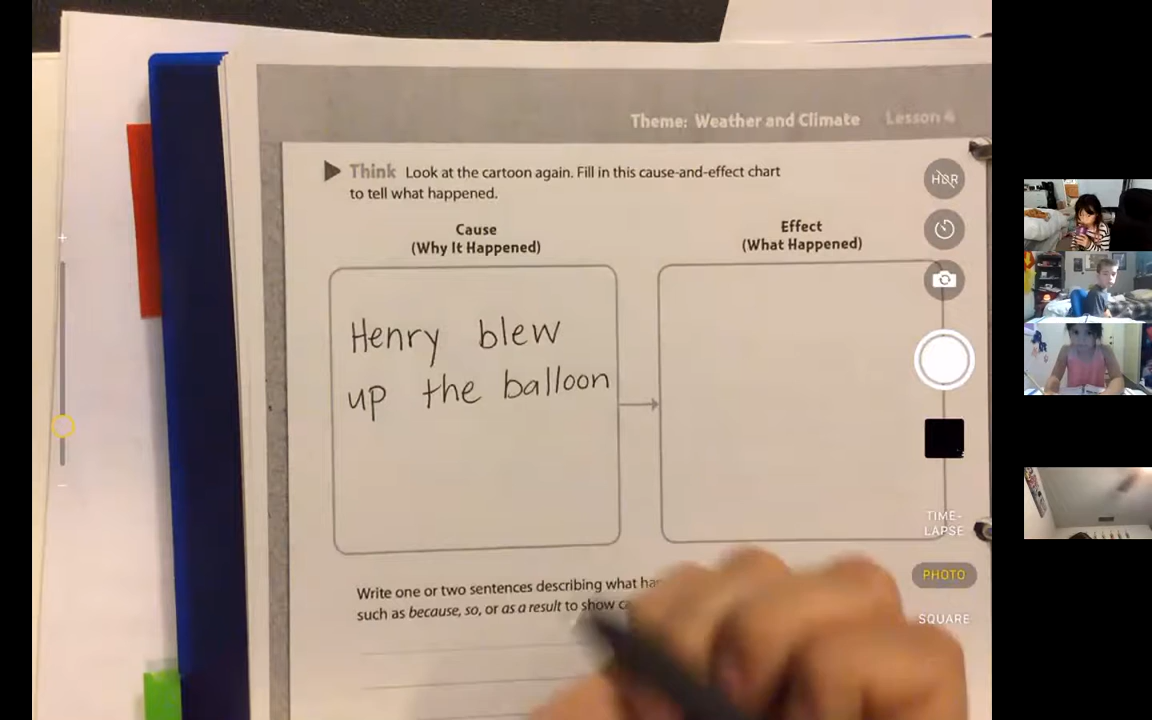 Theme: Weather and Climate Lesson 4
Think Look at the cartoon again. Fill in this cause-and-effect chart
to tell what happened.
Cause
(Why It Happened)
Effect
(What Happened)
Henry blew
up the balloon
Write one or two sentences describing what
such as because, so, or as a result to show
HDR
TIME-
LAPSE
PHOTO
SQUARE